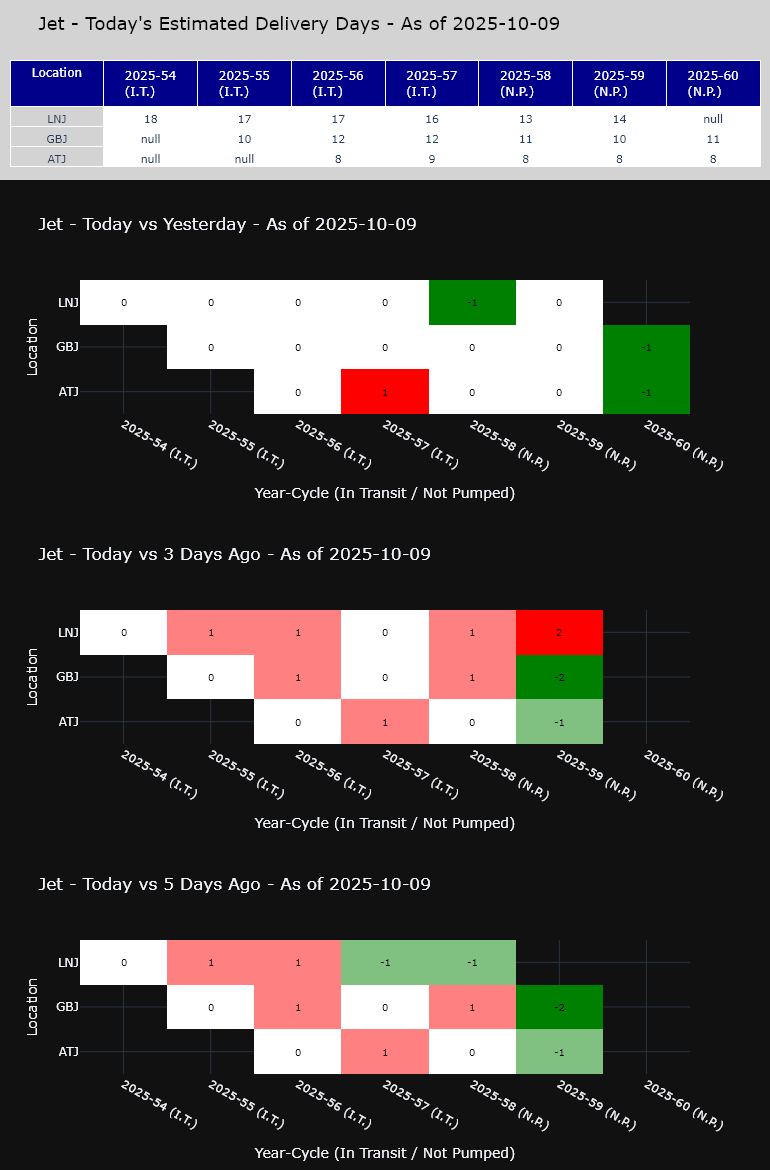 Jet - Today's Estimated Delivery Days - As of 2025-10-09
Location 2025-54 (I.T.) 2025-55 (I.T.) 2025-56 (I.T.) 2025-57 (I.T.) 2025-58 (N.P.) 2025-59 (N.P.) 2025-60 (N.P.)
LNJ 18 17 17 16 13 14 null
GBJ null 10 12 12 11 10 11
ATJ null null 8 9 8 8 8
Jet - Today vs Yesterday - As of 2025-10-09
Location
LNJ 0 0 0 0 -1 0
GBJ 0 0 0 0 0 -1
ATJ 0 1 0 0 -1
2025-54 (I.T.) 2025-55 (I.T.) 2025-56 (I.T.) 2025-57 (I.T.) 2025-58 (N.P.) 2025-59 (N.P.) 2025-60 (N.P.)
Year-Cycle (In Transit / Not Pumped)
Jet - Today vs 3 Days Ago - As of 2025-10-09
Location
LNJ 0 1 1 0 1 2
GBJ 0 1 0 1 -2
ATJ 0 1 0 -1
2025-54 (I.T.) 2025-55 (I.T.) 2025-56 (I.T.) 2025-57 (I.T.) 2025-58 (N.P.) 2025-59 (N.P.) 2025-60 (N.P.)
Year-Cycle (In Transit / Not Pumped)
Jet - Today vs 5 Days Ago - As of 2025-10-09
Location
LNJ 0 1 1 -1 -1
GBJ 0 1 0 1 -2
ATJ 0 1 0 -1
2025-54 (I.T.) 2025-55 (I.T.) 2025-56 (I.T.) 2025-57 (I.T.) 2025-58 (N.P.) 2025-59 (N.P.) 2025-60 (N.P.)
Year-Cycle (In Transit / Not Pumped)